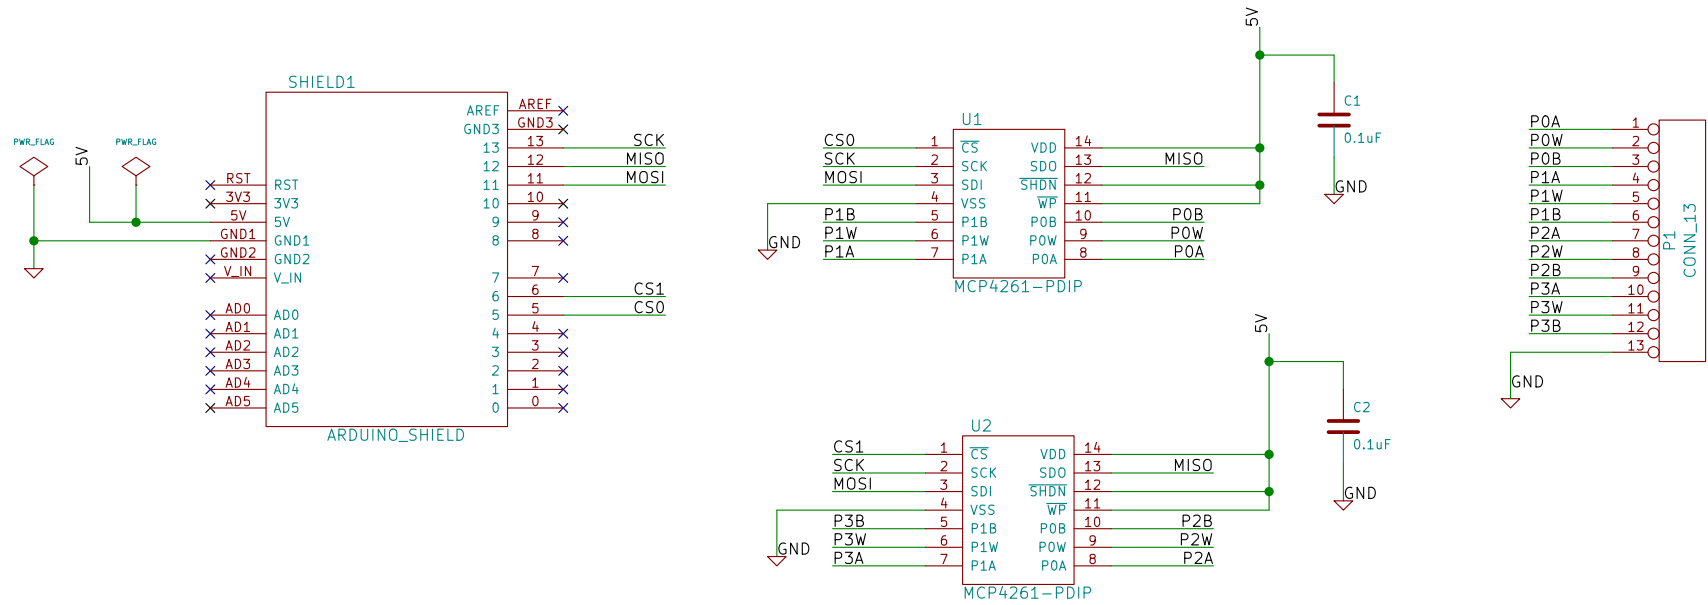 SHIELD1
PWR_FLAG
PWR_FLAG
5V
RST
3V3
5V
GND1
GND2
V_IN
AD0
AD1
AD2
AD3
AD4
AD5
RST
3V3
5V
GND1
GND2
V_IN
AD0
AD1
AD2
AD3
AD4
AD5
AREF
GND3
13
12
11
10
9
8
7
6
5
4
3
2
1
0
AREF
GND3
13
12
11
10
9
8
7
6
5
4
3
2
1
0
SCK
MISO
MOSI
CS1
CS0
ARDUINO_SHIELD
5V
C1
0.1uF
GND
U1
CS0
SCK
MOSI
GND
P1B
P1W
P1A
1
2
3
4
5
6
7
CS
SCK
SDI
VSS
P1B
P1W
P1A
VDD
SDO
SHDN
WP
P0B
P0W
P0A
14
13
12
11
10
9
8
MISO
P0B
P0W
P0A
MCP4261-PDIP
5V
C2
0.1uF
GND
U2
CS1
SCK
MOSI
GND
P3B
P3W
P3A
1
2
3
4
5
6
7
CS
SCK
SDI
VSS
P1B
P1W
P1A
VDD
SDO
SHDN
WP
P0B
P0W
P0A
14
13
12
11
10
9
8
MISO
P2B
P2W
P2A
MCP4261-PDIP
P0A
P0W
P0B
P1A
P1W
P1B
P2A
P2W
P2B
P3A
P3W
P3B
GND
1
2
3
4
5
6
7
8
9
10
11
12
13
P1
CONN_13